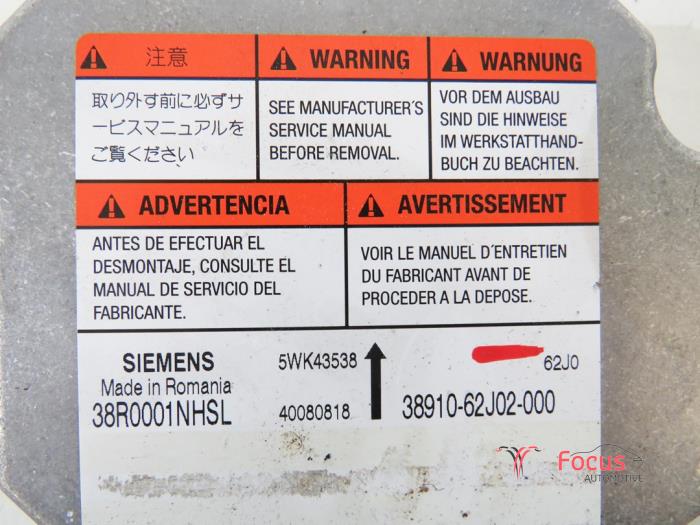 注意
取り外す前に必ずサ
ービスマニュアルを
ご覧ください
WARNING
SEE MANUFACTURER'S
SERVICE MANUAL
BEFORE REMOVAL.
WARNUNG
VOR DEM AUSBAU
SIND DIE HINWEISE
IM WERKSTATTHAND-
BUCH ZU BEACHTEN.
ADVERTENCIA
ANTES DE EFECTUAR EL
DESMONTAJE, CONSULTE EL
MANUAL DE SERVICIO DEL
FABRICANTE.
AVERTISSEMENT
VOIR LE MANUEL D'ENTRETIEN
DU FABRICANT AVANT DE
PROCEDER A LA DEPOSE.
SIEMENS 5WK43538 62J0
Made in Romania
38R0001NHSL 40080818 38910-62J02-000
Focus
AUTOMOTIVE